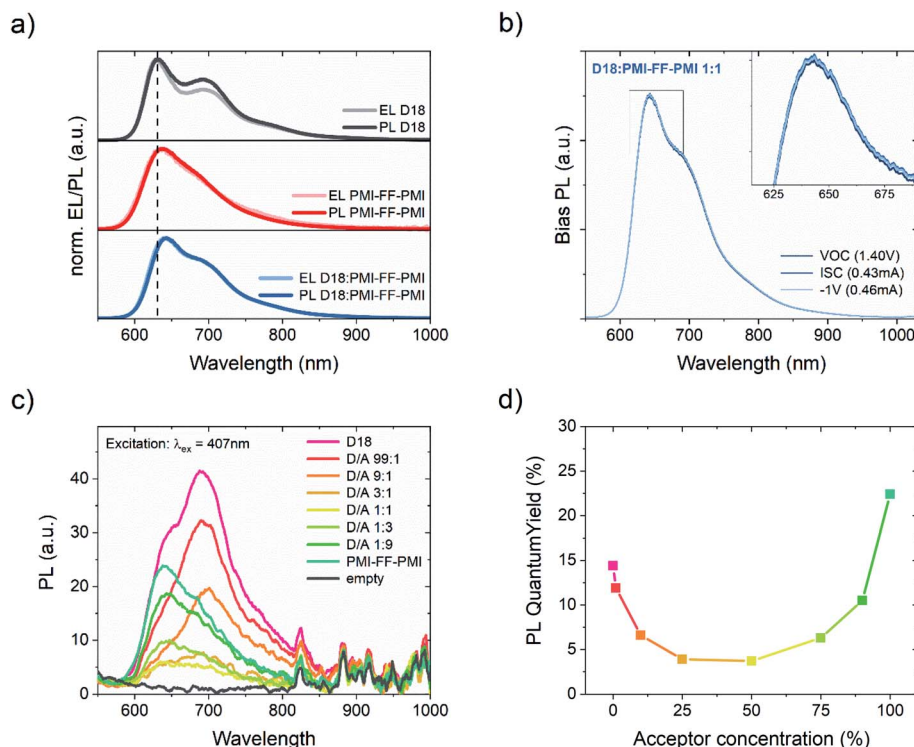 a)
norm. EL/PL (a.u.)
EL D18
PL D18
EL PMI-FF-PMI
PL PMI-FF-PMI
EL D18:PMI-FF-PMI
PL D18:PMI-FF-PMI
600 700 800 900 1000
Wavelength (nm)
b)
Bias PL (a.u.)
D18:PMI-FF-PMI 1:1
625 650 675
VOC (1.40V)
ISC (0.43mA)
-1V (0.46mA)
600 700 800 900 1000
Wavelength (nm)
c)
PL (a.u.)
Excitation: λex = 407nm
D18
D/A 99:1
D/A 9:1
D/A 3:1
D/A 1:1
D/A 1:3
D/A 1:9
PMI-FF-PMI
empty
40
30
20
10
0
600 700 800 900 1000
Wavelength
d)
PL QuantumYield (%)
30
25
20
15
10
5
0
0 25 50 75 100
Acceptor concentration (%)